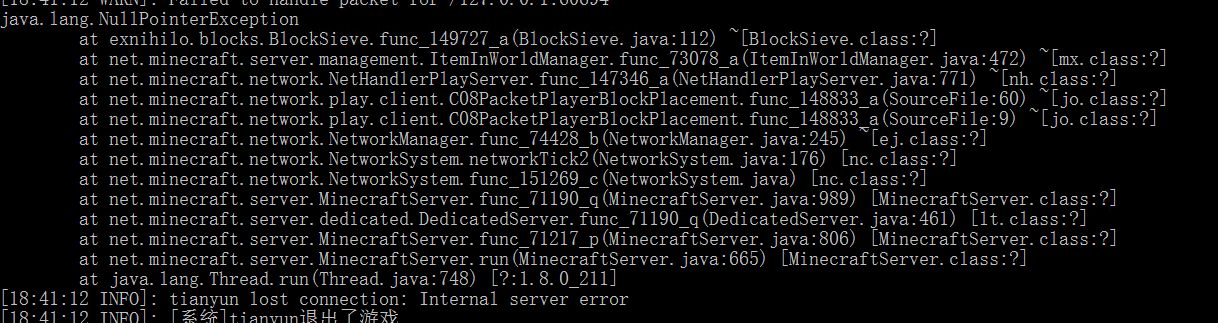 [18:41:12 WARN]: Failed to handle packet for /127.0.0.1:60694
java.lang.NullPointerException
at exnihilo.blocks.BlockSieve.func_149727_a(BlockSieve.java:112) ~[BlockSieve.class:?]
at net.minecraft.server.management.ItemInWorldManager.func_73078_a(ItemInWorldManager.java:472) ~[mx.class:?]
at net.minecraft.network.NetHandlerPlayServer.func_147346_a(NetHandlerPlayServer.java:771) ~[nh.class:?]
at net.minecraft.network.play.client.C08PacketPlayerBlockPlacement.func_148833_a(SourceFile:60) ~[jo.class:?]
at net.minecraft.network.play.client.C08PacketPlayerBlockPlacement.func_148833_a(SourceFile:9) ~[jo.class:?]
at net.minecraft.network.NetworkManager.func_74428_b(NetworkManager.java:245) ~[ej.class:?]
at net.minecraft.network.NetworkSystem.networkTick2(NetworkSystem.java:176) [nc.class:?]
at net.minecraft.network.NetworkSystem.func_151269_c(NetworkSystem.java) [nc.class:?]
at net.minecraft.server.MinecraftServer.func_71190_q(MinecraftServer.java:989) [MinecraftServer.class:?]
at net.minecraft.server.dedicated.DedicatedServer.func_71190_q(DedicatedServer.java:461) [lt.class:?]
at net.minecraft.server.MinecraftServer.func_71217_p(MinecraftServer.java:806) [MinecraftServer.class:?]
at net.minecraft.server.MinecraftServer.run(MinecraftServer.java:665) [MinecraftServer.class:?]
at java.lang.Thread.run(Thread.java:748) [?:1.8.0_211]
[18:41:12 INFO]: tianyun lost connection: Internal server error
[18:41:12 INFO]: [系统]tianyun退出了游戏